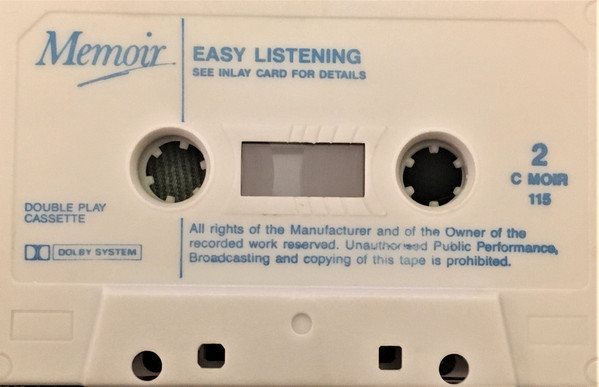 Memoir
EASY LISTENING
SEE INLAY CARD FOR DETAILS
2
C MOIR
115
DOUBLE PLAY
CASSETTE
DOLBY SYSTEM
All rights of the Manufacturer and of the Owner of the
recorded work reserved. Unauthorised Public Performance,
Broadcasting and copying of this tape is prohibited.